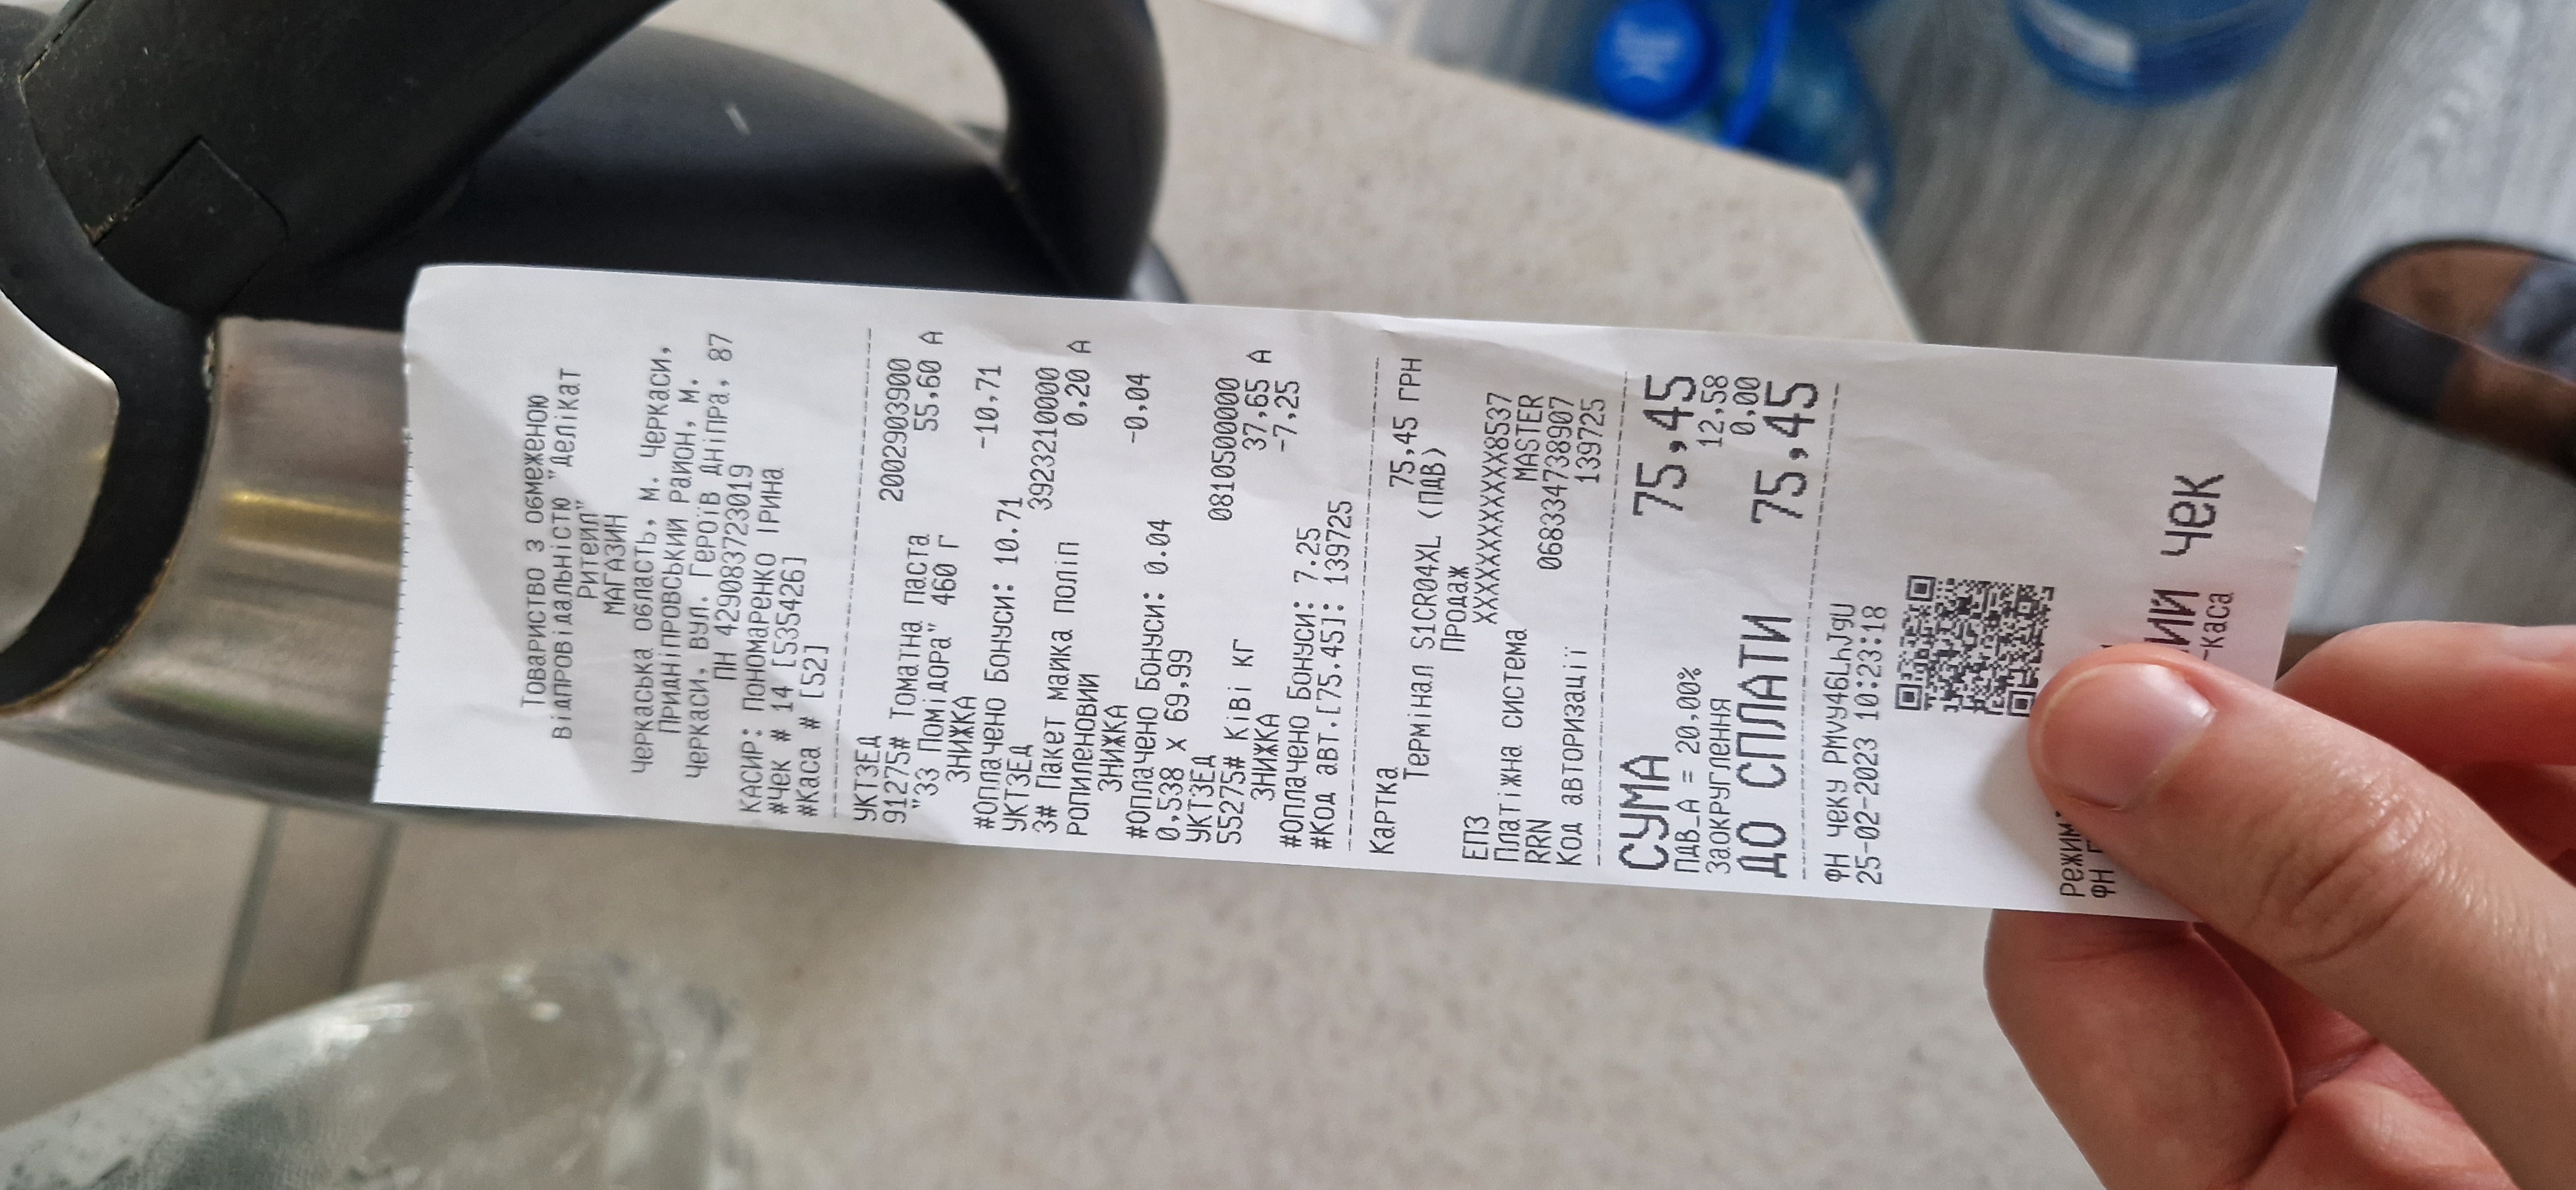 Товариство з обмеженою
відпровідальністю "Делікат
Ритейл"
МАГАЗИН
Черкаська область, м. Черкаси,
Придніпровський район, м.
Черкаси, вул. Героїв Дніпра, 87
ПН 429083723019
КАСИР: Пономаренко Ірина
#Чек # 14 [535426]
#Каса # [52]
УКТЗЕД 2002903900
91275# Томатна паста 55,60 А
"33 Помідора" 460 г
ЗНИЖКА -10,71
#Оплачено Бонуси: 10.71
УКТЗЕД 3923210000
3# Пакет майка поліп 0,20 А
ропиленовий
ЗНИЖКА -0,04
#Оплачено Бонуси: 0.04
0,538 x 69,99
УКТЗЕД 0810500000
55275# Ківі кг 37,65 А
ЗНИЖКА -7,25
#Оплачено Бонуси: 7.25
#Код авт.[75.45]: 139725
Картка 75,45 ГРН
Термінал S1CR04XL (ПДВ)
Продаж
ЕПЗ XXXXXXXXXXXX8537
Платіжна система MASTER
RRN 068334738907
Код авторизації 139725
СУМА 75,45
ПДВ_А = 20,00% 12,58
Заокруглення 0,00
ДО СПЛАТИ 75,45
ФН чеку PMVy46LhJgU
25-02-2023 10:23:18
Режим:
ФН
чек
-каса